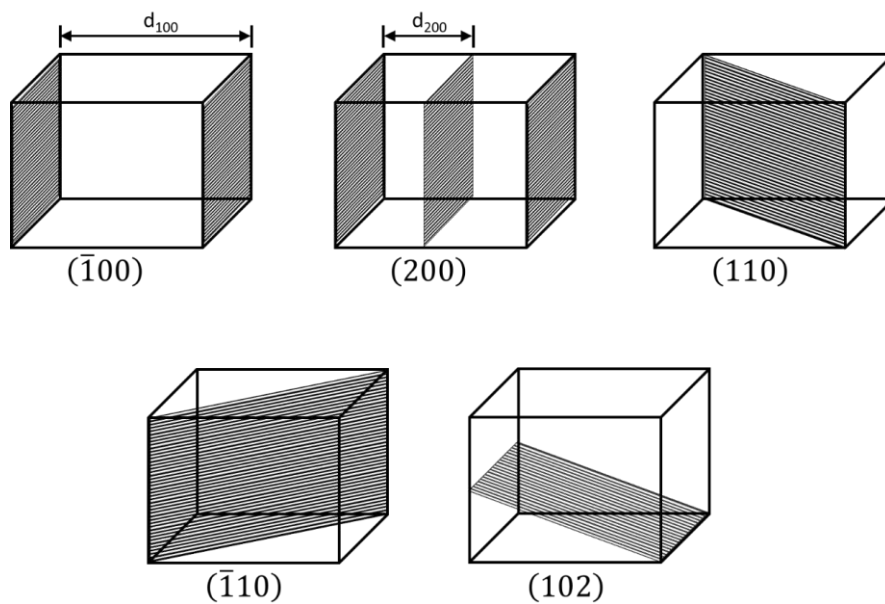 d₁₀₀
d₂₀₀
(1̅00)
(200)
(110)
(1̅10)
(102)